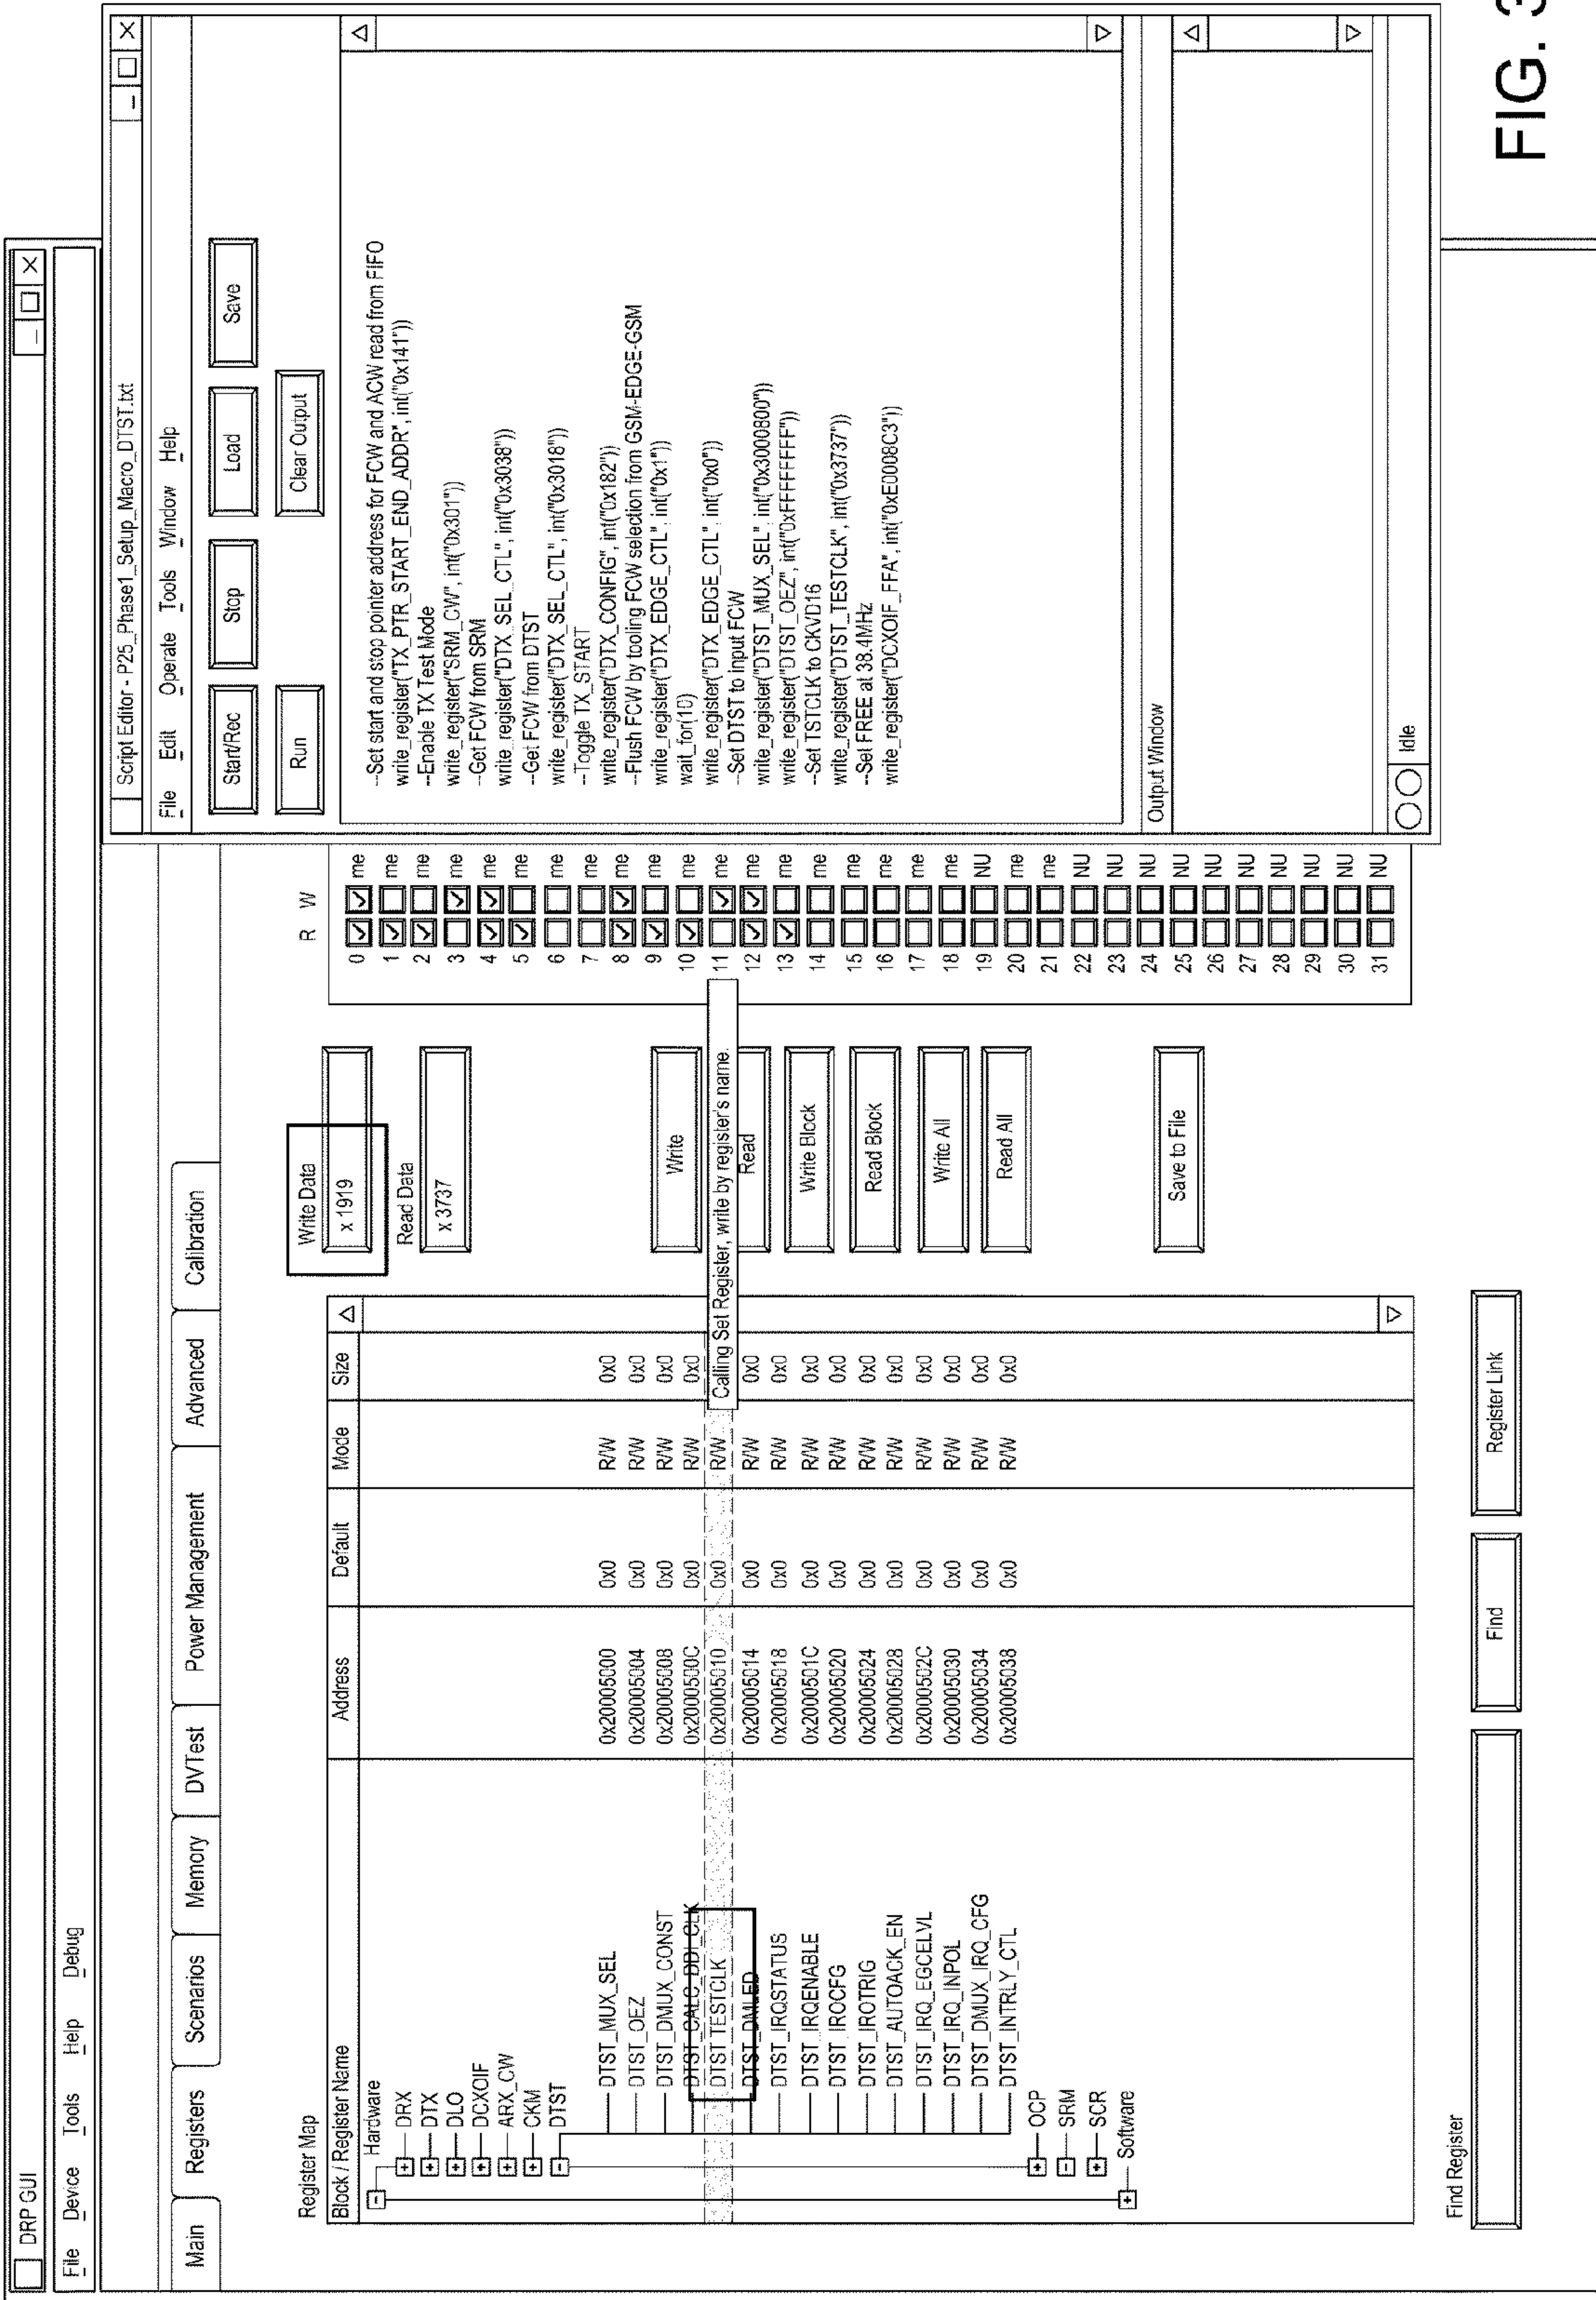 DRP GUI
File Device Tools Help Debug
Main Registers Scenarios Memory DVTest Power Management Advanced Calibration
Register Map
Block / Register Name Address Default Mode Size
Hardware
DRX
DTX
DLO
DCXOIF
ARX_CW
CKM
DTST
DTST_MUX_SEL 0x20005000 0x0 R/W 0x0
DTST_OEZ 0x20005004 0x0 R/W 0x0
DTST_DMUX_CONST 0x20005008 0x0 R/W 0x0
DTST_CALC_DDI_CLK 0x2000500C 0x0 R/W 0x0
DTST TESTCLK 0x20005010 0x0 R/W
Calling Set Register, write by register's name.
DTST_DMLED 0x20005014 0x0 R/W 0x0
DTST_IRQSTATUS 0x20005018 0x0 R/W 0x0
DTST_IRQENABLE 0x2000501C 0x0 R/W 0x0
DTST_IROCFG 0x20005020 0x0 R/W 0x0
DTST_IROTRIG 0x20005024 0x0 R/W 0x0
DTST_AUTOACK_EN 0x20005028 0x0 R/W 0x0
DTST_IRQ_EGCELVL 0x2000502C 0x0 R/W 0x0
DTST_IRQ_INPOL 0x20005030 0x0 R/W 0x0
DTST_DMUX_IRQ_CFG 0x20005034 0x0 R/W 0x0
DTST_INTRLY_CTL 0x20005038 0x0 R/W 0x0
OCP
SRM
SCR
Software
Find Register
Find
Register Link
Write Data
x 1919
Read Data
x 3737
Write
Read
Write Block
Read Block
Write All
Read All
Save to File
R W
0 me
1 me
2 me
3 me
4 me
5 me
6 me
7 me
8 me
9 me
10 me
11 me
12 me
13 me
14 me
15 me
16 me
17 me
18 me
19 NU
20 me
21 me
22 NU
23 NU
24 NU
25 NU
26 NU
27 NU
28 NU
29 NU
30 NU
31 NU
Script Editor - P25_Phase1_Setup_Macro_DTST.txt
File Edit Operate Tools Window Help
Start/Rec Stop Load Save
Run Clear Output
--Set start and stop pointer address for FCW and ACW read from FIFO
write_register("TX_PTR_START_END_ADDR", int("0x141"))
--Enable TX Test Mode
write_register("SRM_CW", int("0x301"))
--Get FCW from SRM
write_register("DTX_SEL_CTL", int("0x3038"))
--Get FCW from DTST
write_register("DTX_SEL_CTL", int("0x3018"))
--Toggle TX_START
write_register("DTX_CONFIG", int("0x182"))
--Flush FCW by tooling FCW selection from GSM-EDGE-GSM
write_register("DTX_EDGE_CTL", int("0x1"))
wait_for(10)
write_register("DTX_EDGE_CTL", int("0x0"))
--Set DTST to input FCW
write_register("DTST_MUX_SEL", int("0x3000800"))
write_register("DTST_OEZ", int("0xFFFFFFFF"))
--Set TSTCLK to CKVD16
write_register("DTST_TESTCLK", int("0x3737"))
--Sel FREE at 38.4MHz
write_register("DCXOIF_FFA", int("0xE0008C3"))
Output Window
Idle